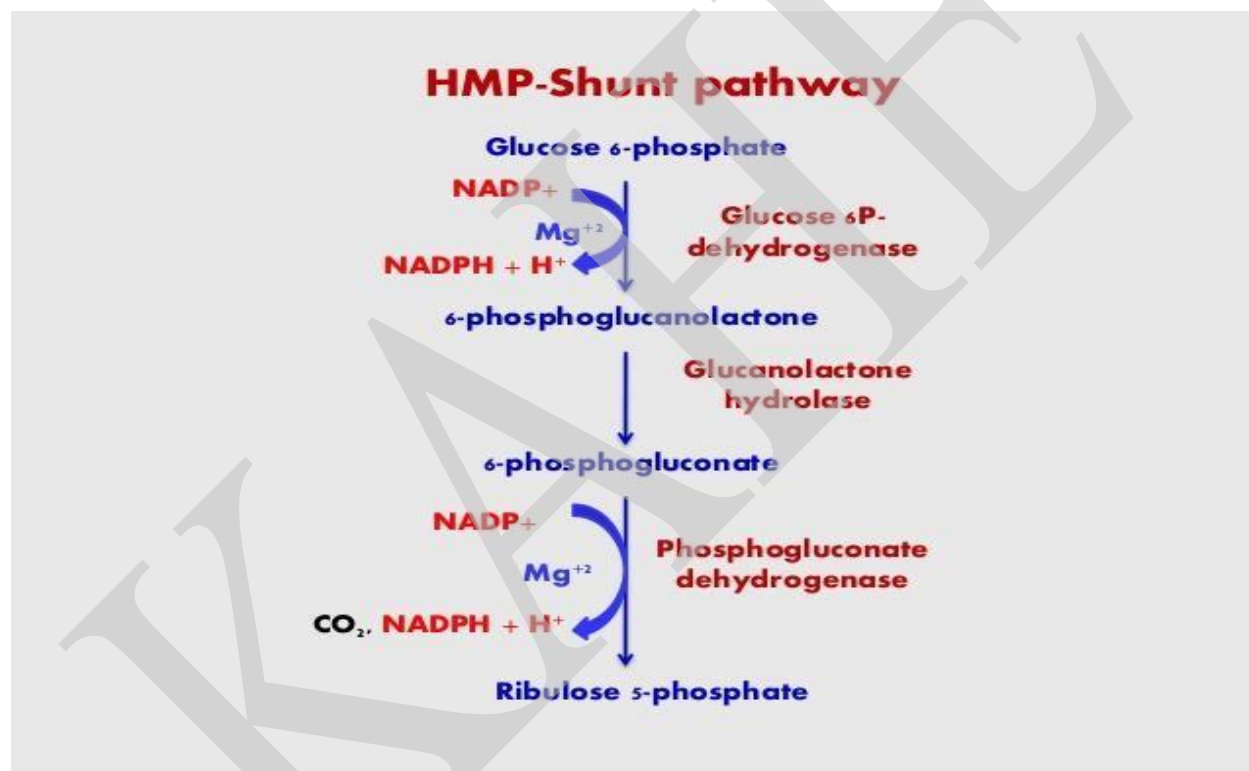 HMP-Shunt pathway
Glucose 6-phosphate
NADP+
Mg+2
NADPH + H+
Glucose 6P-
dehydrogenase
6-phosphoglucanolactone
Glucanolactone
hydrolase
6-phosphogluconate
NADP+
Mg+2
CO2, NADPH + H+
Phosphogluconate
dehydrogenase
Ribulose 5-phosphate
KAHE